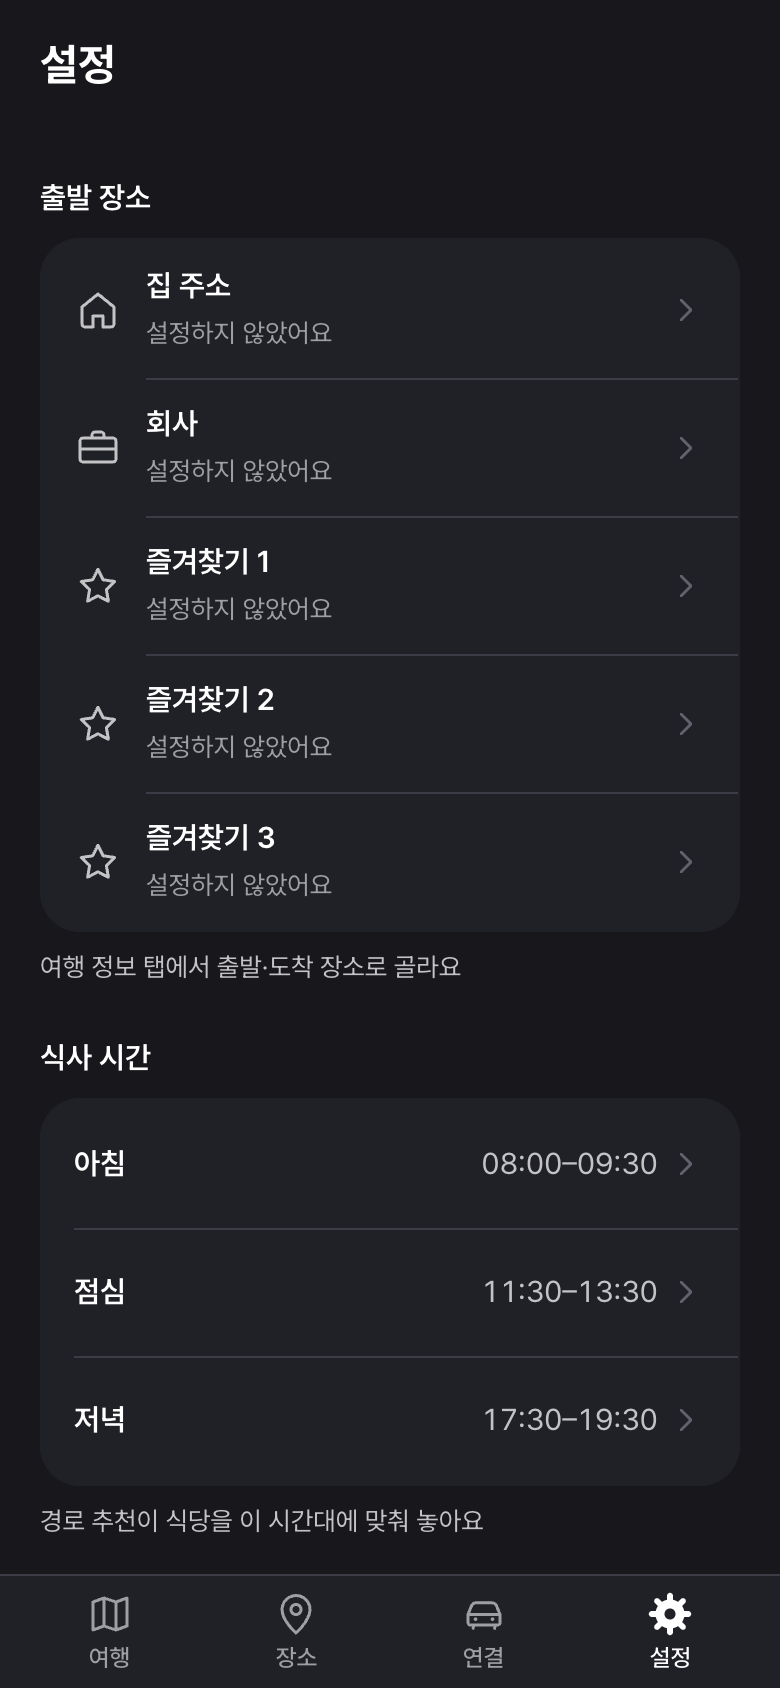 설정
출발 장소
집 주소
설정하지 않았어요
회사
설정하지 않았어요
즐겨찾기 1
설정하지 않았어요
즐겨찾기 2
설정하지 않았어요
즐겨찾기 3
설정하지 않았어요
여행 정보 탭에서 출발·도착 장소로 골라요
식사 시간
아침 08:00–09:30
점심 11:30–13:30
저녁 17:30–19:30
경로 추천이 식당을 이 시간대에 맞춰 놓아요
여행 장소 연결 설정